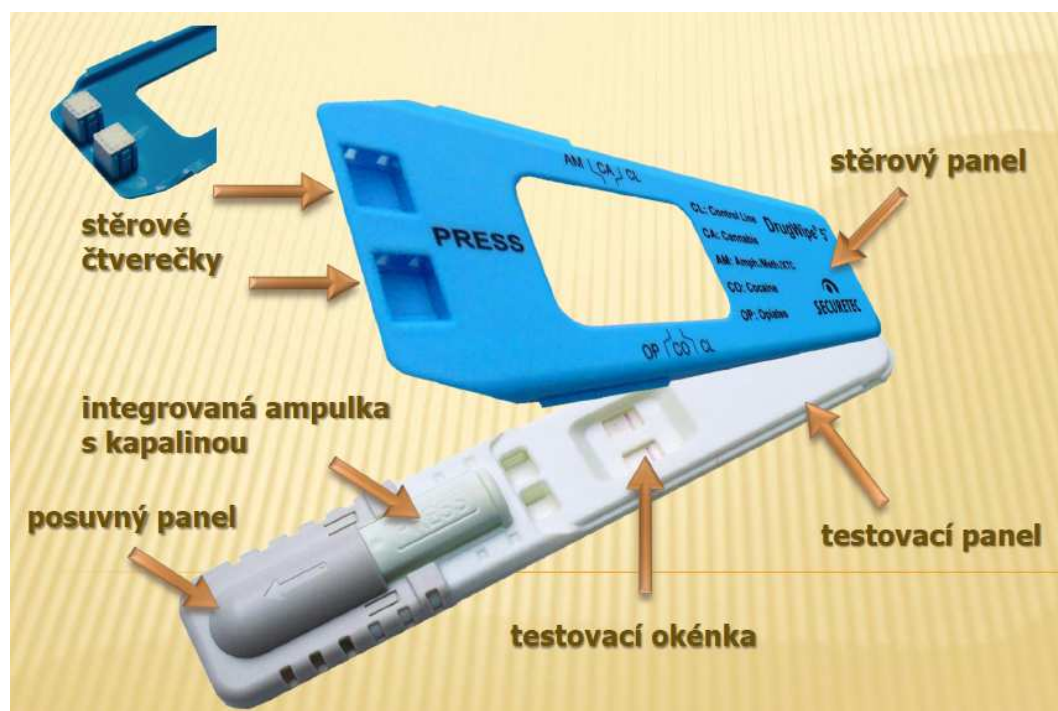 AM CA CL
stěrový panel
stěrové
čtverečky
PRESS
CL: Control Line
DrugWipe® 5
CA: Cannabis
AM: Amph/Meth/XTC
CO: Cocaine
SECURETEC
OP: Opiates
OP CO CL
integrovaná ampulka
s kapalinou
posuvný panel
testovací panel
testovací okénka